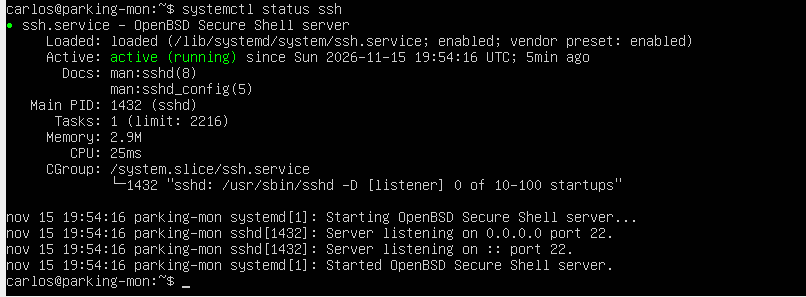 carlos@parking-mon:~$ systemctl status ssh
● ssh.service - OpenBSD Secure Shell server
     Loaded: loaded (/lib/systemd/system/ssh.service; enabled; vendor preset: enabled)
     Active: active (running) since Sun 2026-11-15 19:54:16 UTC; 5min ago
       Docs: man:sshd(8)
             man:sshd_config(5)
   Main PID: 1432 (sshd)
      Tasks: 1 (limit: 2216)
     Memory: 2.9M
        CPU: 25ms
     CGroup: /system.slice/ssh.service
             └─1432 "sshd: /usr/sbin/sshd -D [listener] 0 of 10-100 startups"

nov 15 19:54:16 parking-mon systemd[1]: Starting OpenBSD Secure Shell server...
nov 15 19:54:16 parking-mon sshd[1432]: Server listening on 0.0.0.0 port 22.
nov 15 19:54:16 parking-mon sshd[1432]: Server listening on :: port 22.
nov 15 19:54:16 parking-mon systemd[1]: Started OpenBSD Secure Shell server.
carlos@parking-mon:~$ _